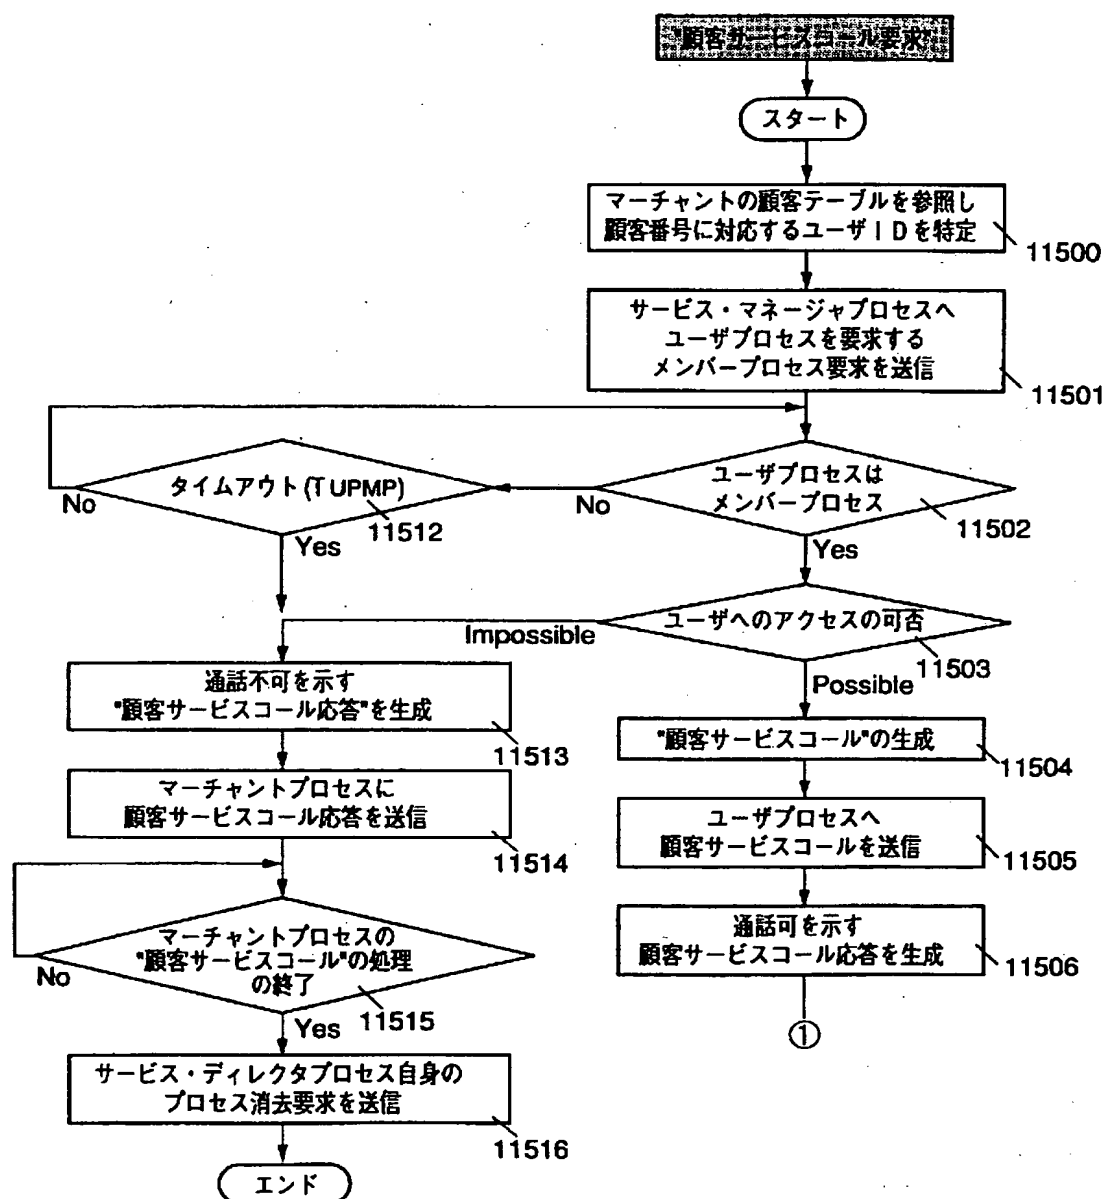 "顧客サービスコール要求"
スタート
マーチャントの顧客テーブルを参照し
顧客番号に対応するユーザIDを特定
11500
サービス・マネージャプロセスへ
ユーザプロセスを要求する
メンバープロセス要求を送信
11501
ユーザプロセスは
メンバープロセス
11502
No
Yes
タイムアウト(TUPMP)
11512
No
Yes
ユーザへのアクセスの可否
11503
Impossible
Possible
通話不可を示す
"顧客サービスコール応答"を生成
11513
マーチャントプロセスに
顧客サービスコール応答を送信
11514
マーチャントプロセスの
"顧客サービスコール"の処理
の終了
11515
No
Yes
サービス・ディレクタプロセス自身の
プロセス消去要求を送信
11516
エンド
"顧客サービスコール"の生成
11504
ユーザプロセスへ
顧客サービスコールを送信
11505
通話可を示す
顧客サービスコール応答を生成
11506
①